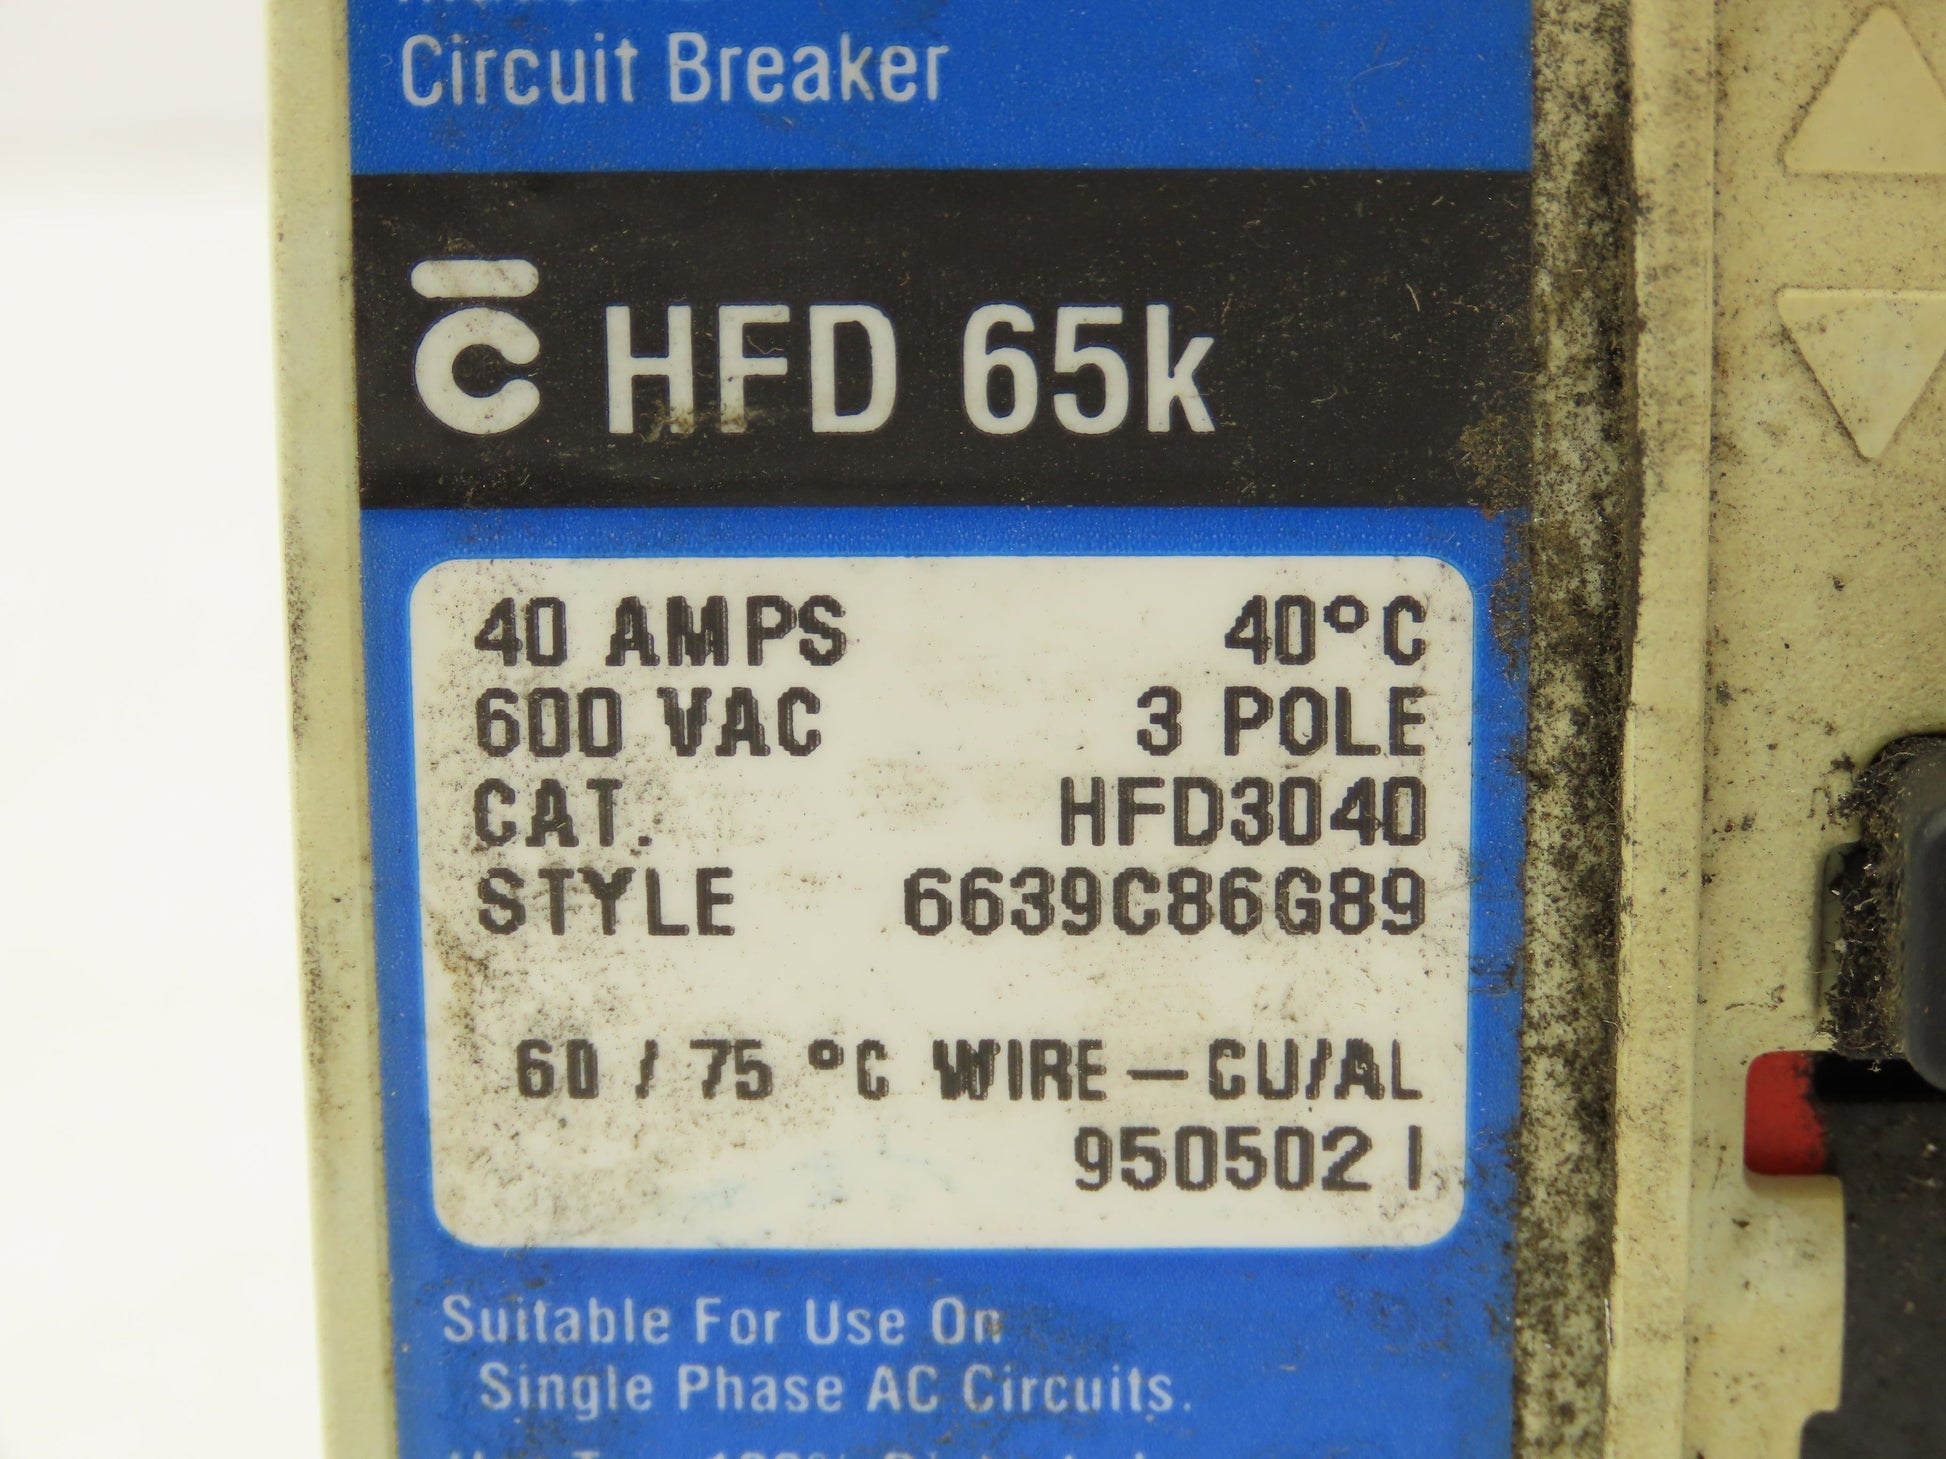 Circuit Breaker
C HFD 65k
40 AMPS 40°C
600 VAC 3 POLE
CAT. HFD3040
STYLE 6639C86G89
60 / 75 °C WIRE — CU/AL
950502 I
Suitable For Use On
Single Phase AC Circuits.